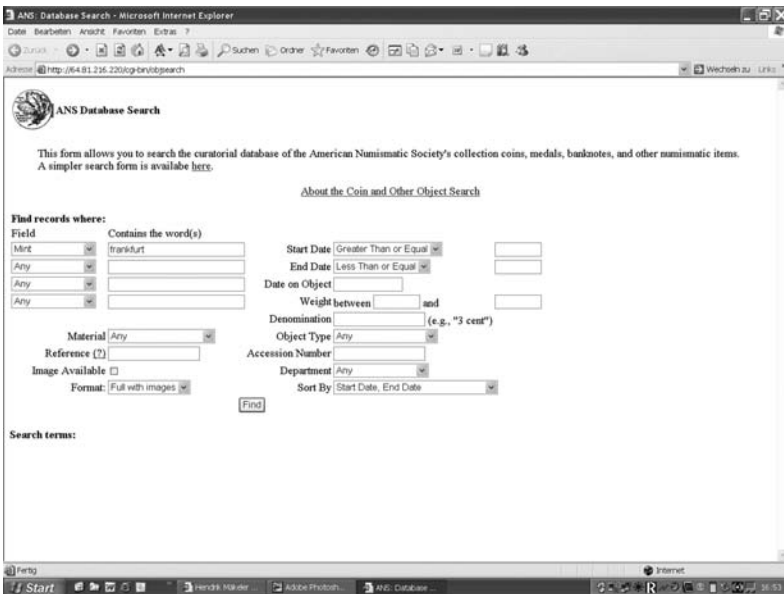 ANS: Database Search - Microsoft Internet Explorer
Datei Bearbeiten Ansicht Favoriten Extras ?
Zurück Suchen Ordner Favoriten
Adresse http://64.81.216.220/cgi-bin/objsearch Wechseln zu Links
ANS Database Search
This form allows you to search the curatorial database of the American Numismatic Society's collection coins, medals, banknotes, and other numismatic items.
A simpler search form is availabe here.
About the Coin and Other Object Search
Find records where:
Field Contains the word(s)
Mint frankfurt Start Date Greater Than or Equal
Any End Date Less Than or Equal
Any Date on Object
Any Weight between and
Denomination (e.g., "3 cent")
Material Any Object Type Any
Reference (?) Accession Number
Image Available Department Any
Format: Full with images Sort By Start Date, End Date
Find
Search terms:
Fertig Internet
Start Hendrik Mäkeler ... Adobe Photosh... ANS: Database ... 16:53